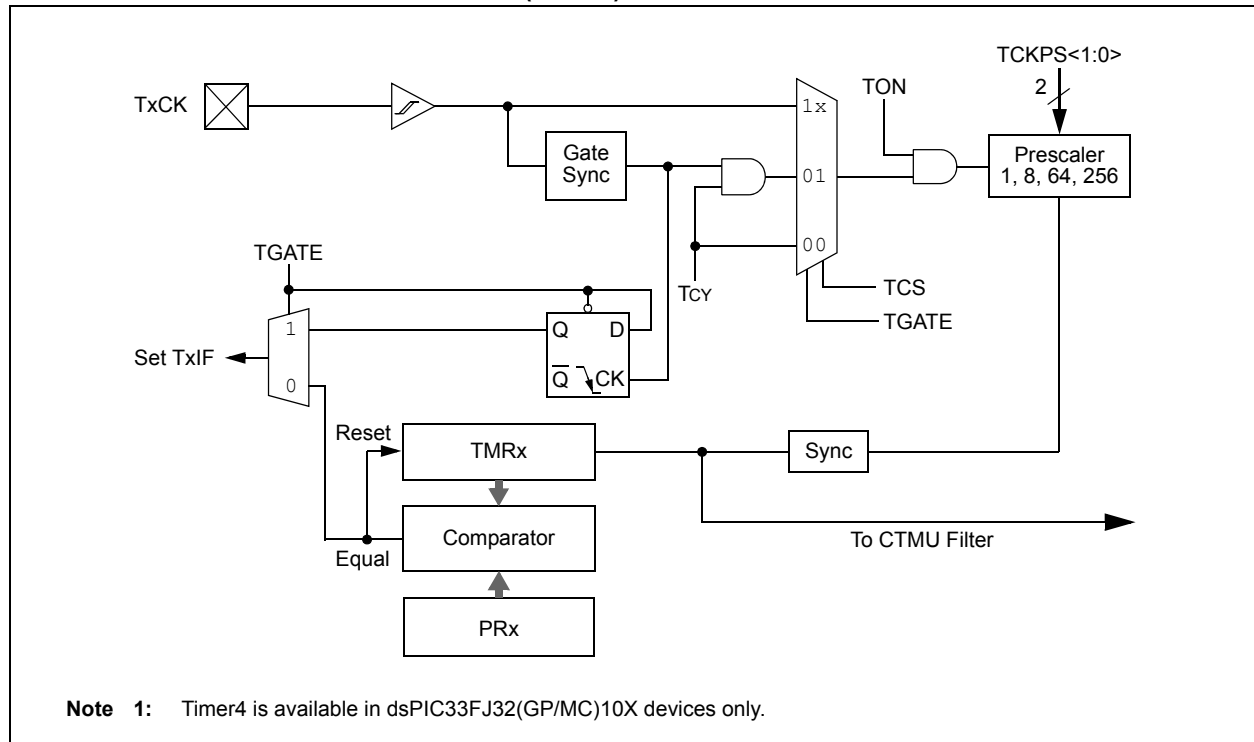 TCKPS<1:0>
2
TxCK
TON
1x
Gate
Sync
Prescaler
1, 8, 64, 256
01
00
TGATE
TCY
TCS
TGATE
1
Q D
Set TxIF
0
Q CK
Reset
TMRx
Sync
Comparator
Equal
To CTMU Filter
PRx
Note 1: Timer4 is available in dsPIC33FJ32(GP/MC)10X devices only.